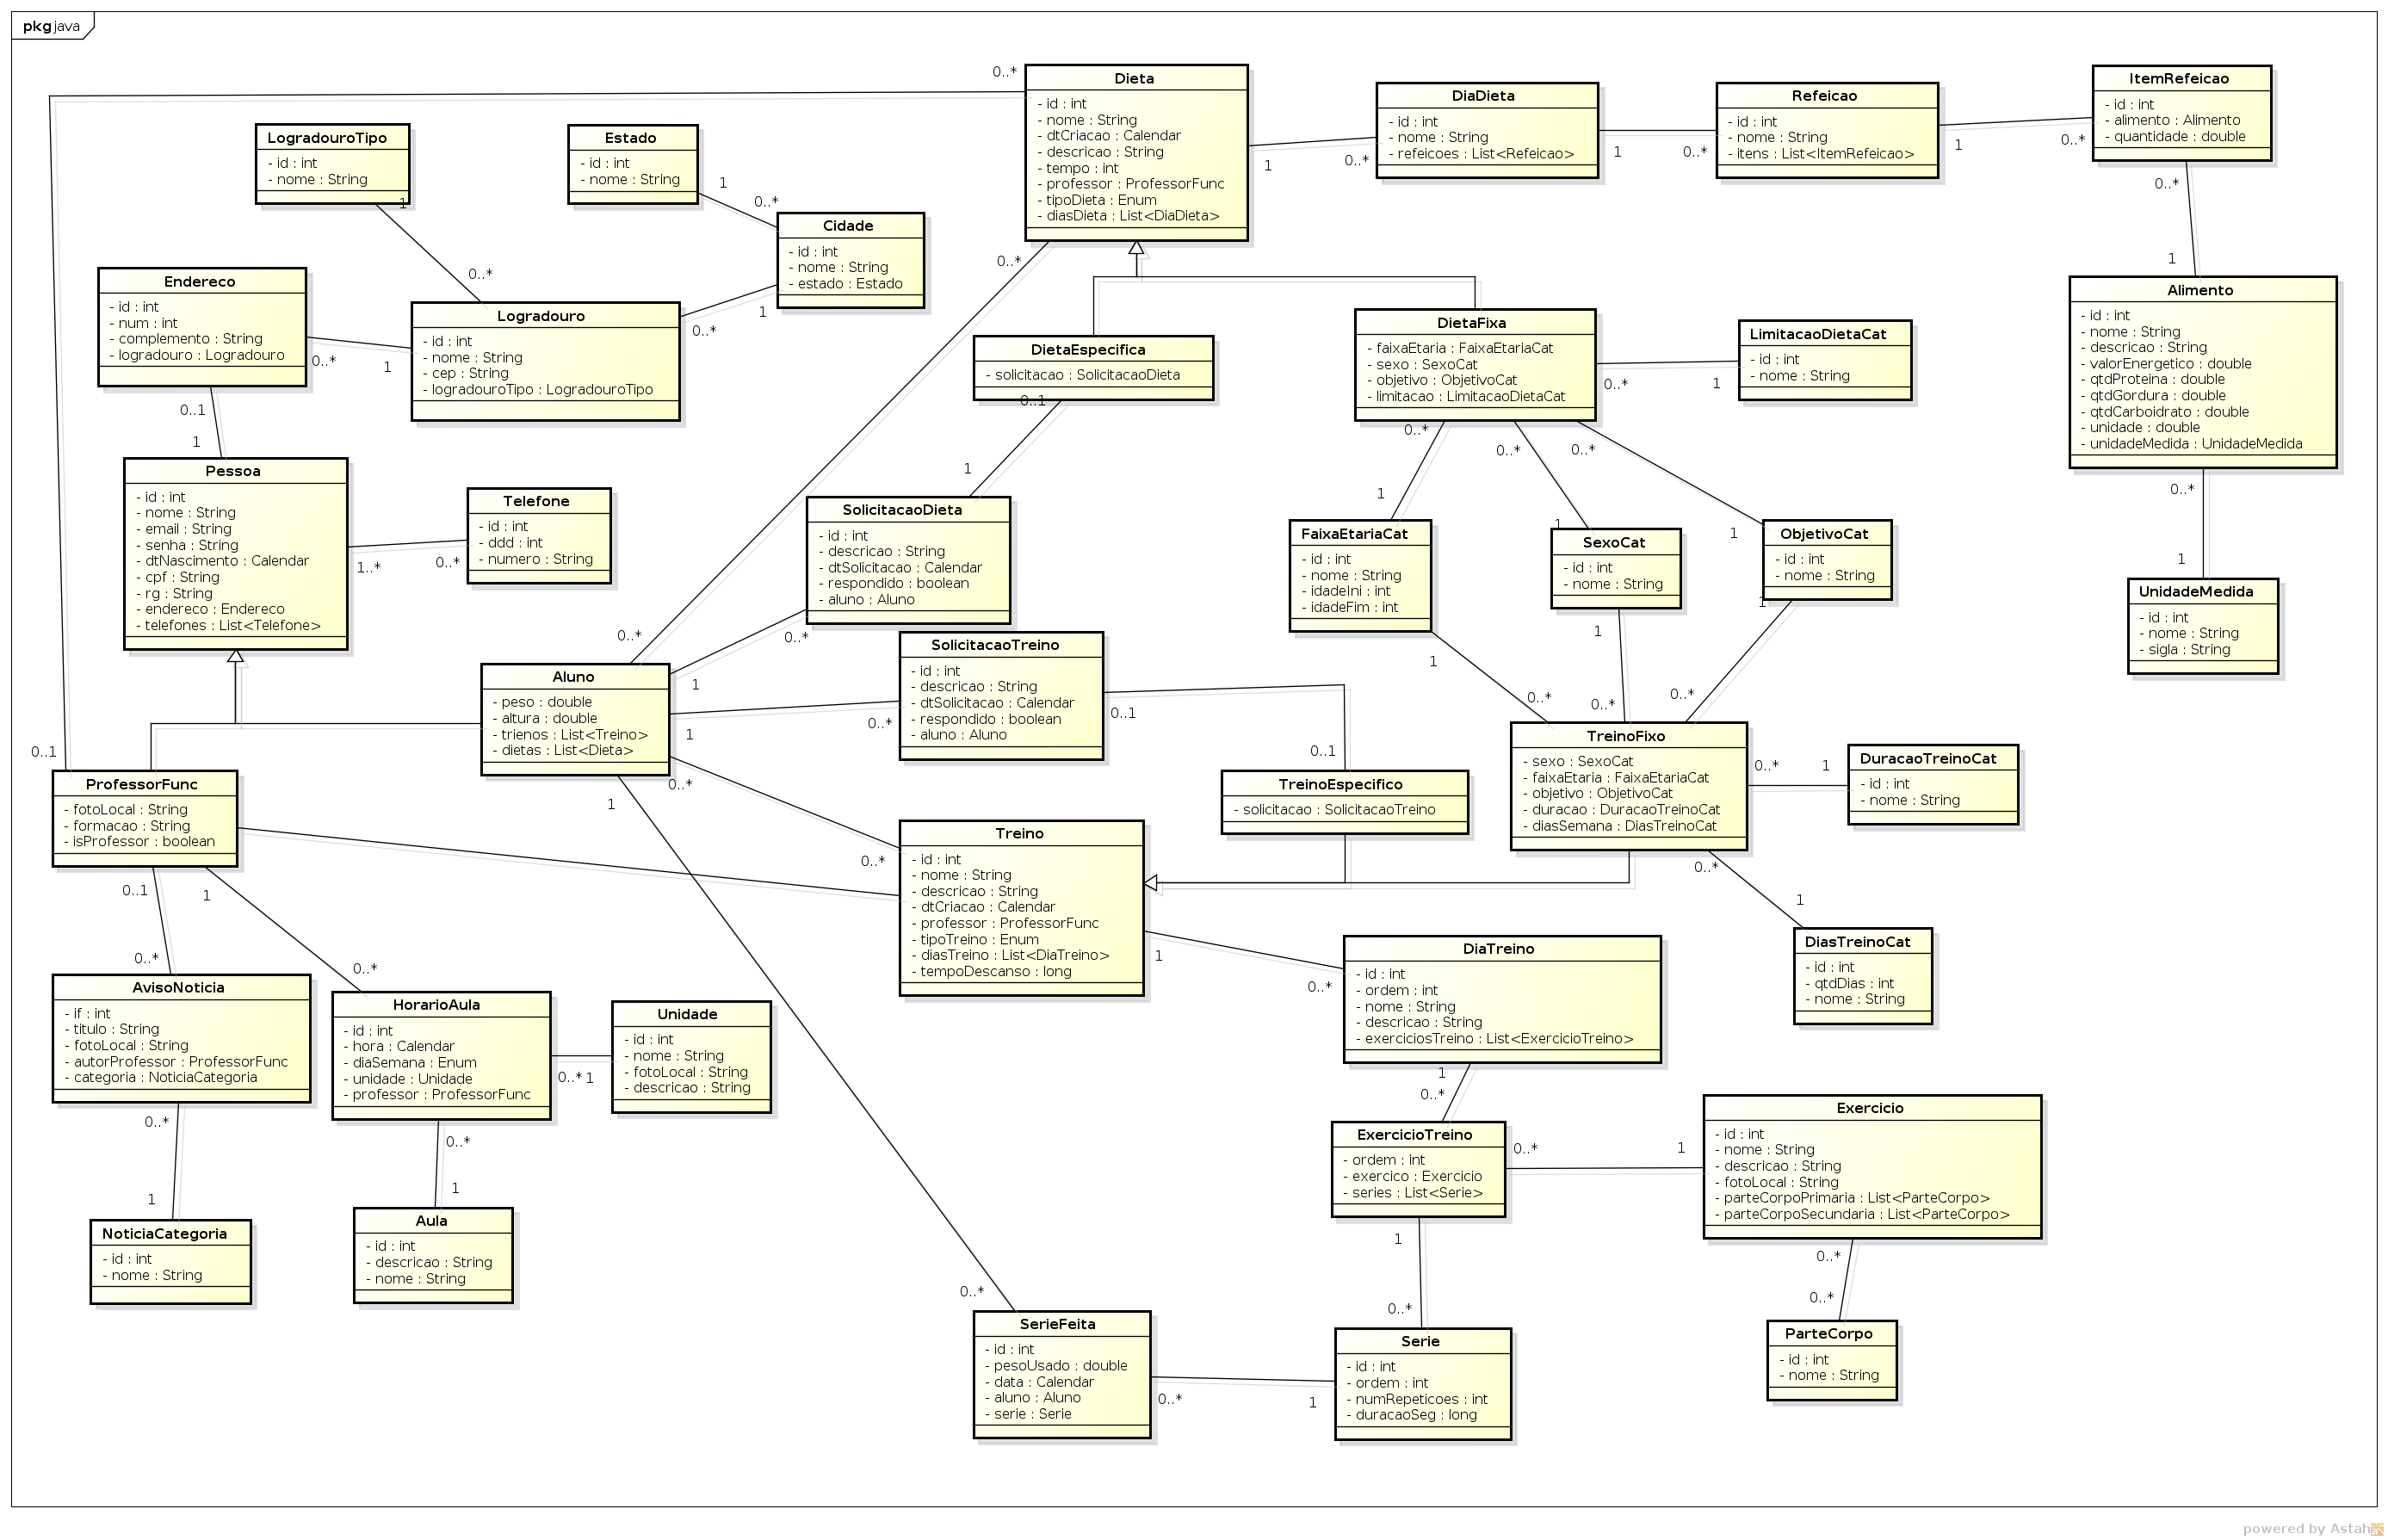 pkg java
Dieta
- id : int
- nome : String
- dtCriacao : Calendar
- descricao : String
- tempo : int
- professor : ProfessorFunc
- tipoDieta : Enum
- diasDieta : List<DiaDieta>
0..*
0..1
1
0..*
0..*
0..*
DiaDieta
- id : int
- nome : String
- refeicoes : List<Refeicao>
1
0..*
Refeicao
- id : int
- nome : String
- itens : List<ItemRefeicao>
1
0..*
ItemRefeicao
- id : int
- alimento : Alimento
- quantidade : double
0..*
1
LogradouroTipo
- id : int
- nome : String
1
0..*
Estado
- id : int
- nome : String
1
0..*
Cidade
- id : int
- nome : String
- estado : Estado
1
0..*
Endereco
- id : int
- num : int
- complemento : String
- logradouro : Logradouro
0..*
1
0..1
1
Logradouro
- id : int
- nome : String
- cep : String
- logradouroTipo : LogradouroTipo
DietaEspecifica
- solicitacao : SolicitacaoDieta
0..1
1
DietaFixa
- faixaEtaria : FaixaEtariaCat
- sexo : SexoCat
- objetivo : ObjetivoCat
- limitacao : LimitacaoDietaCat
0..*
1
0..*
1
0..*
1
0..*
1
LimitacaoDietaCat
- id : int
- nome : String
Alimento
- id : int
- nome : String
- descricao : String
- valorEnergetico : double
- qtdProteina : double
- qtdGordura : double
- qtdCarboidrato : double
- unidade : double
- unidadeMedida : UnidadeMedida
0..*
1
Pessoa
- id : int
- nome : String
- email : String
- senha : String
- dtNascimento : Calendar
- cpf : String
- rg : String
- endereco : Endereco
- telefones : List<Telefone>
1..*
0..*
Telefone
- id : int
- ddd : int
- numero : String
SolicitacaoDieta
- id : int
- descricao : String
- dtSolicitacao : Calendar
- respondido : boolean
- aluno : Aluno
0..*
1
FaixaEtariaCat
- id : int
- nome : String
- idadeIni : int
- idadeFim : int
1
0..*
SexoCat
- id : int
- nome : String
1
0..*
ObjetivoCat
- id : int
- nome : String
1
0..*
UnidadeMedida
- id : int
- nome : String
- sigla : String
SolicitacaoTreino
- id : int
- descricao : String
- dtSolicitacao : Calendar
- respondido : boolean
- aluno : Aluno
0..*
1
0..1
0..1
Aluno
- peso : double
- altura : double
- trienos : List<Treino>
- dietas : List<Dieta>
0..*
0..*
1
0..*
ProfessorFunc
- fotoLocal : String
- formacao : String
- isProfessor : boolean
0..1
0..*
1
0..*
TreinoEspecifico
- solicitacao : SolicitacaoTreino
TreinoFixo
- sexo : SexoCat
- faixaEtaria : FaixaEtariaCat
- objetivo : ObjetivoCat
- duracao : DuracaoTreinoCat
- diasSemana : DiasTreinoCat
0..*
1
0..*
1
DuracaoTreinoCat
- id : int
- nome : String
Treino
- id : int
- nome : String
- descricao : String
- dtCriacao : Calendar
- professor : ProfessorFunc
- tipoTreino : Enum
- diasTreino : List<DiaTreino>
- tempoDescanso : long
1
0..*
DiasTreinoCat
- id : int
- qtdDias : int
- nome : String
DiaTreino
- id : int
- ordem : int
- nome : String
- descricao : String
- exerciciosTreino : List<ExercicioTreino>
1
0..*
AvisoNoticia
- if : int
- titulo : String
- fotoLocal : String
- autorProfessor : ProfessorFunc
- categoria : NoticiaCategoria
0..*
1
HorarioAula
- id : int
- hora : Calendar
- diaSemana : Enum
- unidade : Unidade
- professor : ProfessorFunc
0..*
1
0..*
1
Unidade
- id : int
- nome : String
- fotoLocal : String
- descricao : String
ExercicioTreino
- ordem : int
- exercico : Exercicio
- series : List<Serie>
0..*
1
1
0..*
Exercicio
- id : int
- nome : String
- descricao : String
- fotoLocal : String
- parteCorpoPrimaria : List<ParteCorpo>
- parteCorpoSecundaria : List<ParteCorpo>
0..*
0..*
NoticiaCategoria
- id : int
- nome : String
Aula
- id : int
- descricao : String
- nome : String
SerieFeita
- id : int
- pesoUsado : double
- data : Calendar
- aluno : Aluno
- serie : Serie
0..*
1
Serie
- id : int
- ordem : int
- numRepeticoes : int
- duracaoSeg : long
ParteCorpo
- id : int
- nome : String
powered by Astah